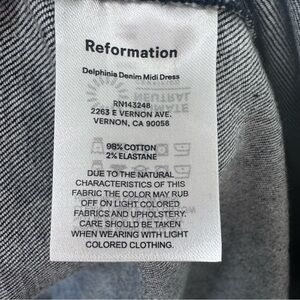 Reformation
Delphinia Denim Midi Dress
RN143248
2263 E VERNON AVE.
VERNON, CA 90058
98% COTTON
2% ELASTANE
DUE TO THE NATURAL
CHARACTERISTICS OF THIS
FABRIC THE COLOR MAY RUB
OFF ON LIGHT COLORED
FABRICS AND UPHOLSTERY.
CARE SHOULD BE TAKEN
WHEN WEARING WITH LIGHT
COLORED CLOTHING.